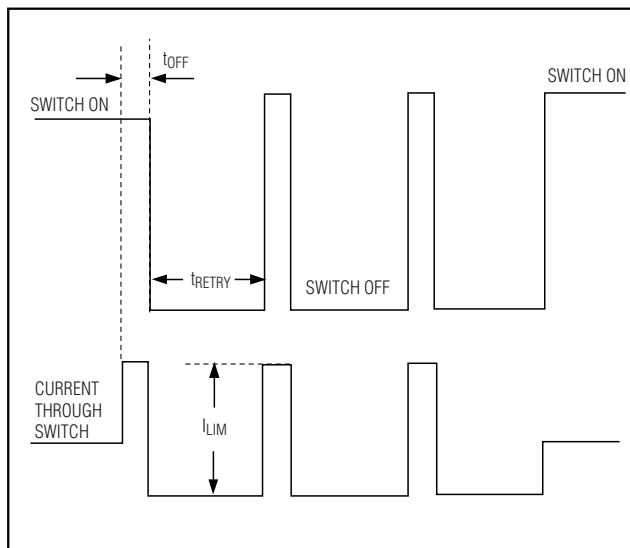 tOFF
SWITCH ON
SWITCH ON
tRETRY
SWITCH OFF
CURRENT
THROUGH
SWITCH
ILIM